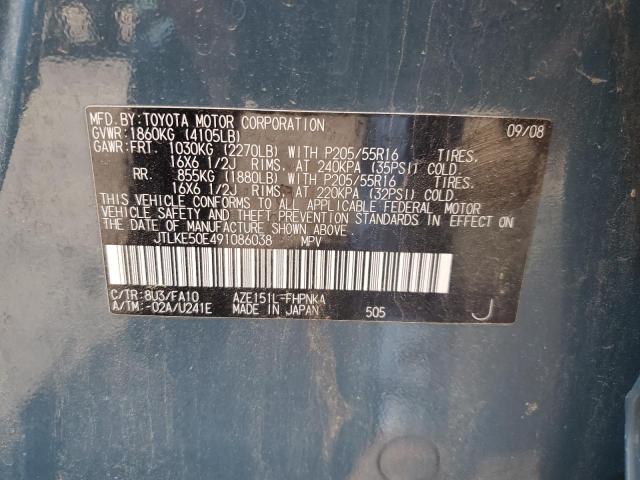 MFD. BY: TOYOTA MOTOR CORPORATION 09/08
GVWR: 1860KG (4105LB)
GAWR: FRT. 1030KG (2270LB) WITH P205/55R16 TIRES,
16X6 1/2J RIMS, AT 240KPA (35PSI) COLD.
RR. 855KG (1880LB) WITH P205/55R16 TIRES,
16X6 1/2J RIMS, AT 220KPA (32PSI) COLD.
THIS VEHICLE CONFORMS TO ALL APPLICABLE FEDERAL MOTOR
VEHICLE SAFETY AND THEFT PREVENTION STANDARDS IN EFFECT ON
THE DATE OF MANUFACTURE SHOWN ABOVE.
JTLKE50E491086038 MPV
C/TR: 8U3/FA10 AZE151L-FHPNKA
A/TM: -02A/U241E MADE IN JAPAN 505 J